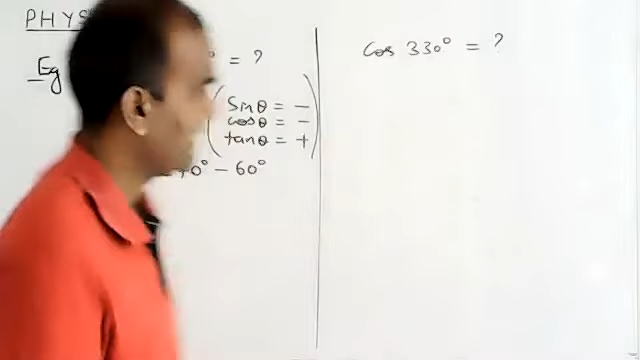 PHYS
Eg ° = ?
sinθ = −
cosθ = −
tanθ = +
0° − 60°
cos 330° = ?